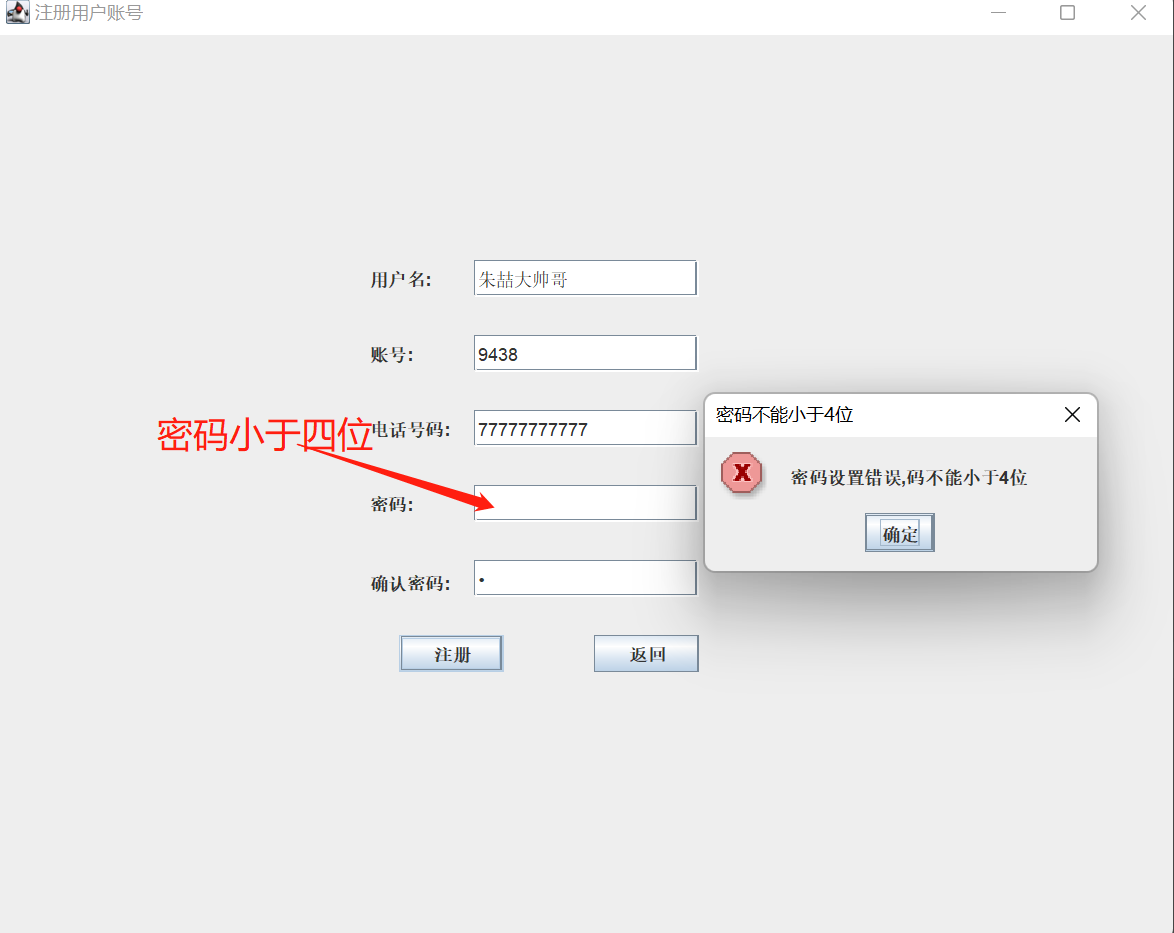 注册用户账号
用户名:
朱喆大帅哥
账号:
9438
密码小于四位
电话号码:
77777777777
密码不能小于4位
密码设置错误,码不能小于4位
确定
密码:
确认密码:
•
注册
返回